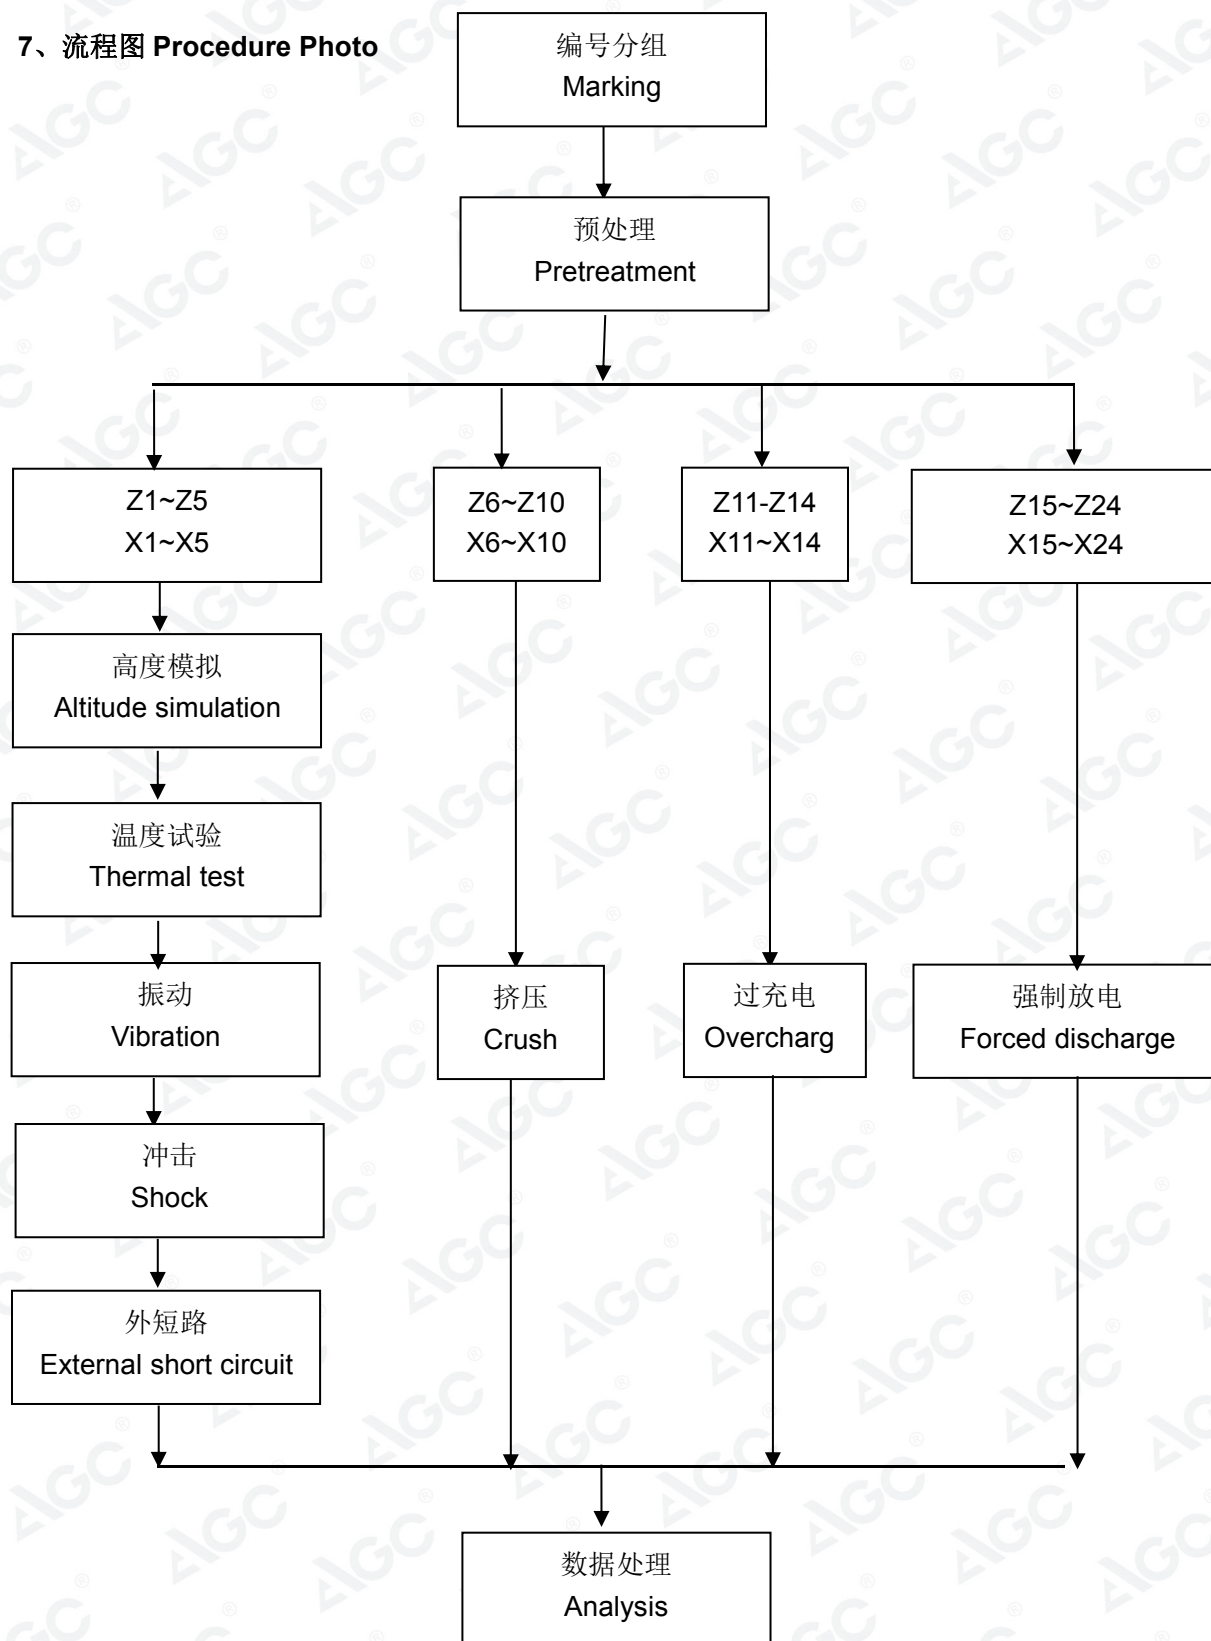 7、流程图 Procedure Photo
编号分组
Marking
预处理
Pretreatment
Z1~Z5
X1~X5
Z6~Z10
X6~X10
Z11-Z14
X11~X14
Z15~Z24
X15~X24
高度模拟
Altitude simulation
温度试验
Thermal test
振动
Vibration
挤压
Crush
过充电
Overcharg
强制放电
Forced discharge
冲击
Shock
外短路
External short circuit
数据处理
Analysis